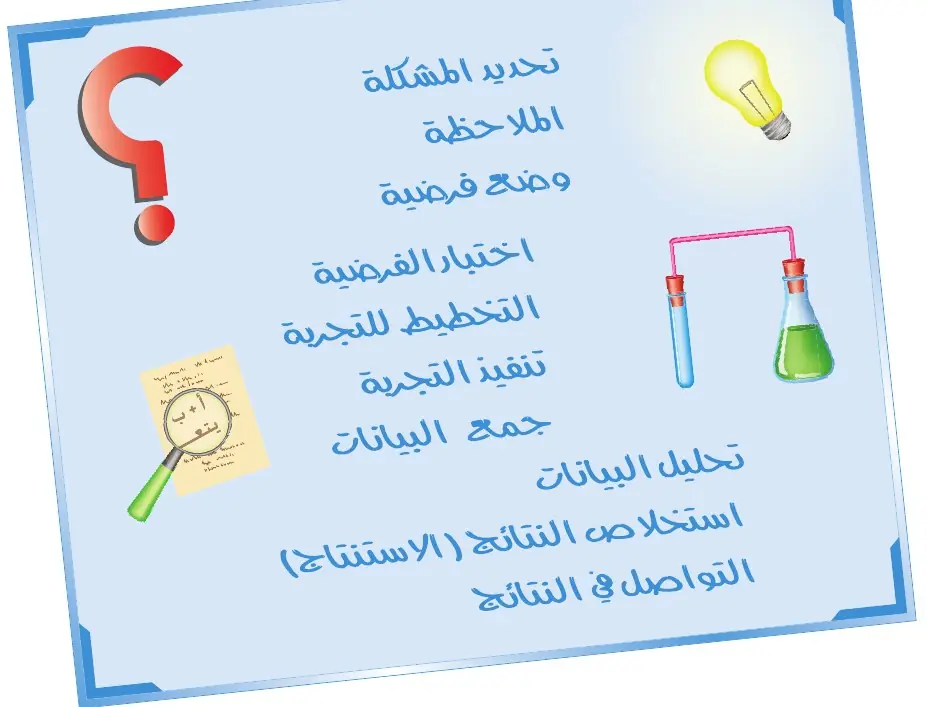 تحديد المشكلة
الملاحظة
وضع فرضية
اختبار الفرضية
التخطيط للتجربة
تنفيذ التجربة
جمع البيانات
تحليل البيانات
استخلاص النتائج (الاستنتاج)
التواصل في النتائج
أ + ب
يتعـ